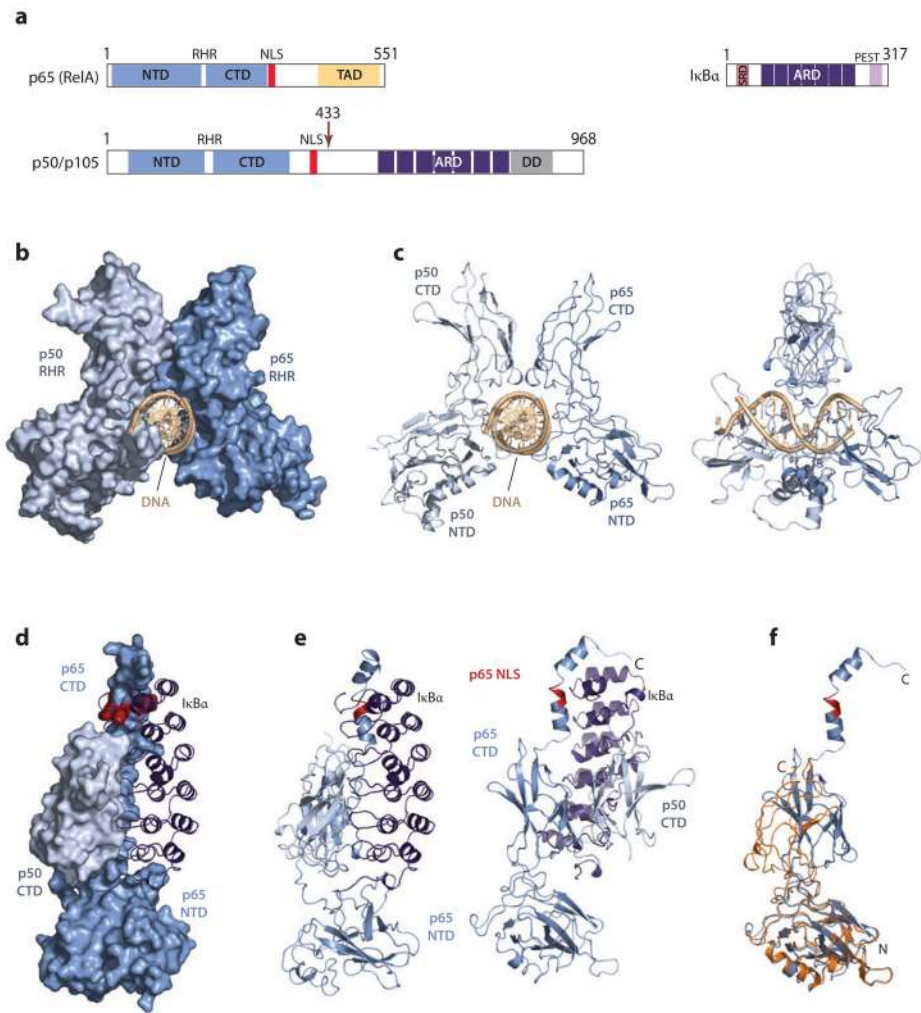 a
1 RHR NLS 551
p65 (RelA) NTD CTD TAD
1 PEST 317
IκBα SRD ARD
433
1 RHR NLS 968
p50/p105 NTD CTD ARD DD
b
p50
RHR
p65
RHR
DNA
c
p50
CTD
p65
CTD
p50
NTD
DNA
p65
NTD
d
p65
CTD
IκBα
p50
CTD
p65
NTD
e
p65
NTD
p65 NLS
C
IκBα
p65
CTD
p50
CTD
f
C
C
N